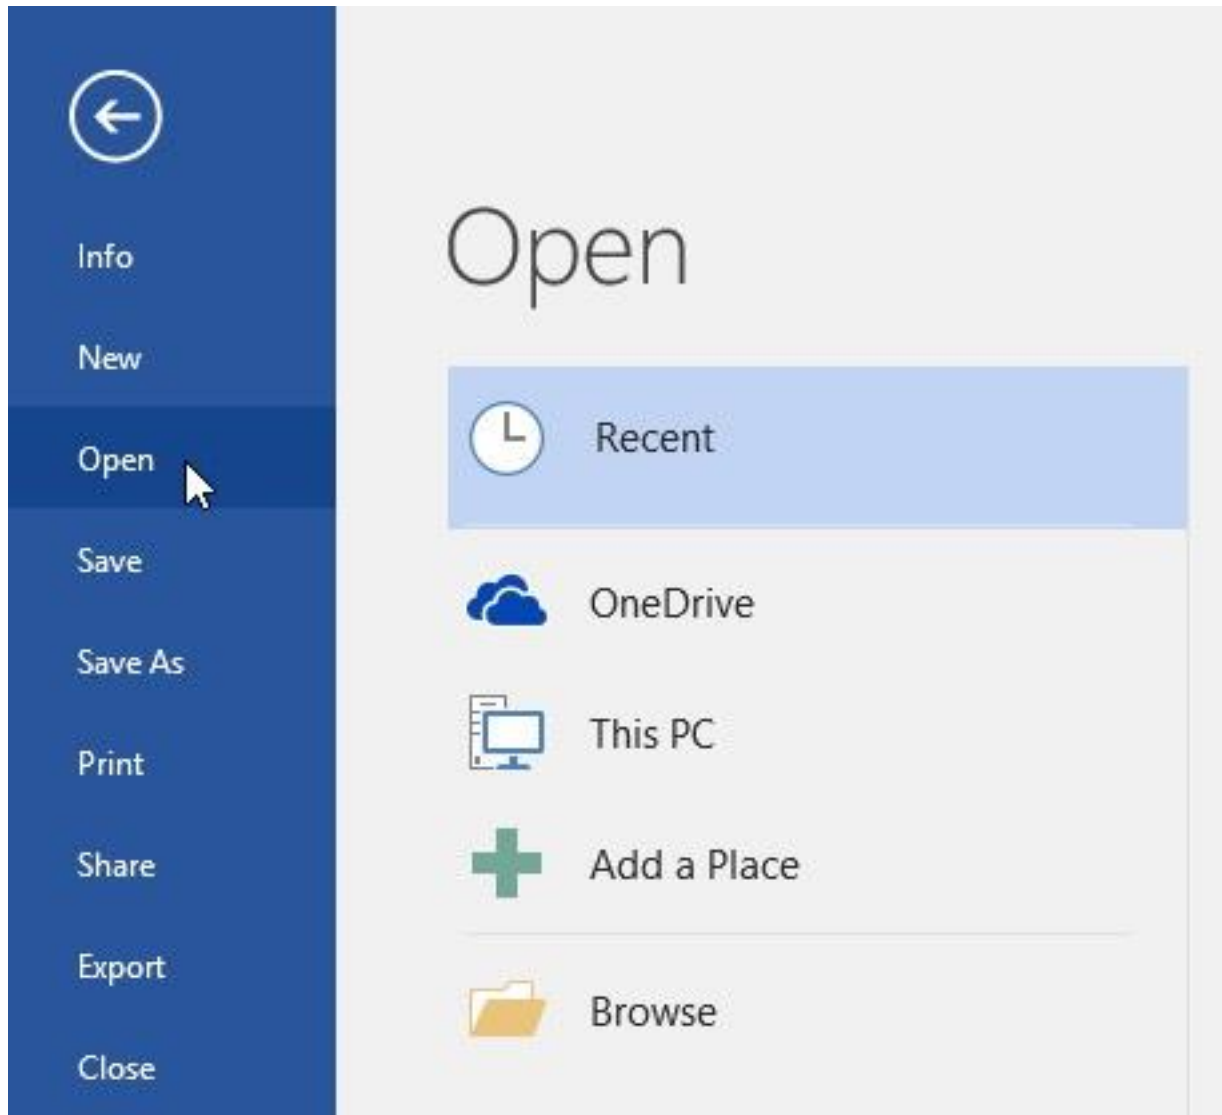 Info
New
Open
Save
Save As
Print
Share
Export
Close
Open
Recent
OneDrive
This PC
Add a Place
Browse